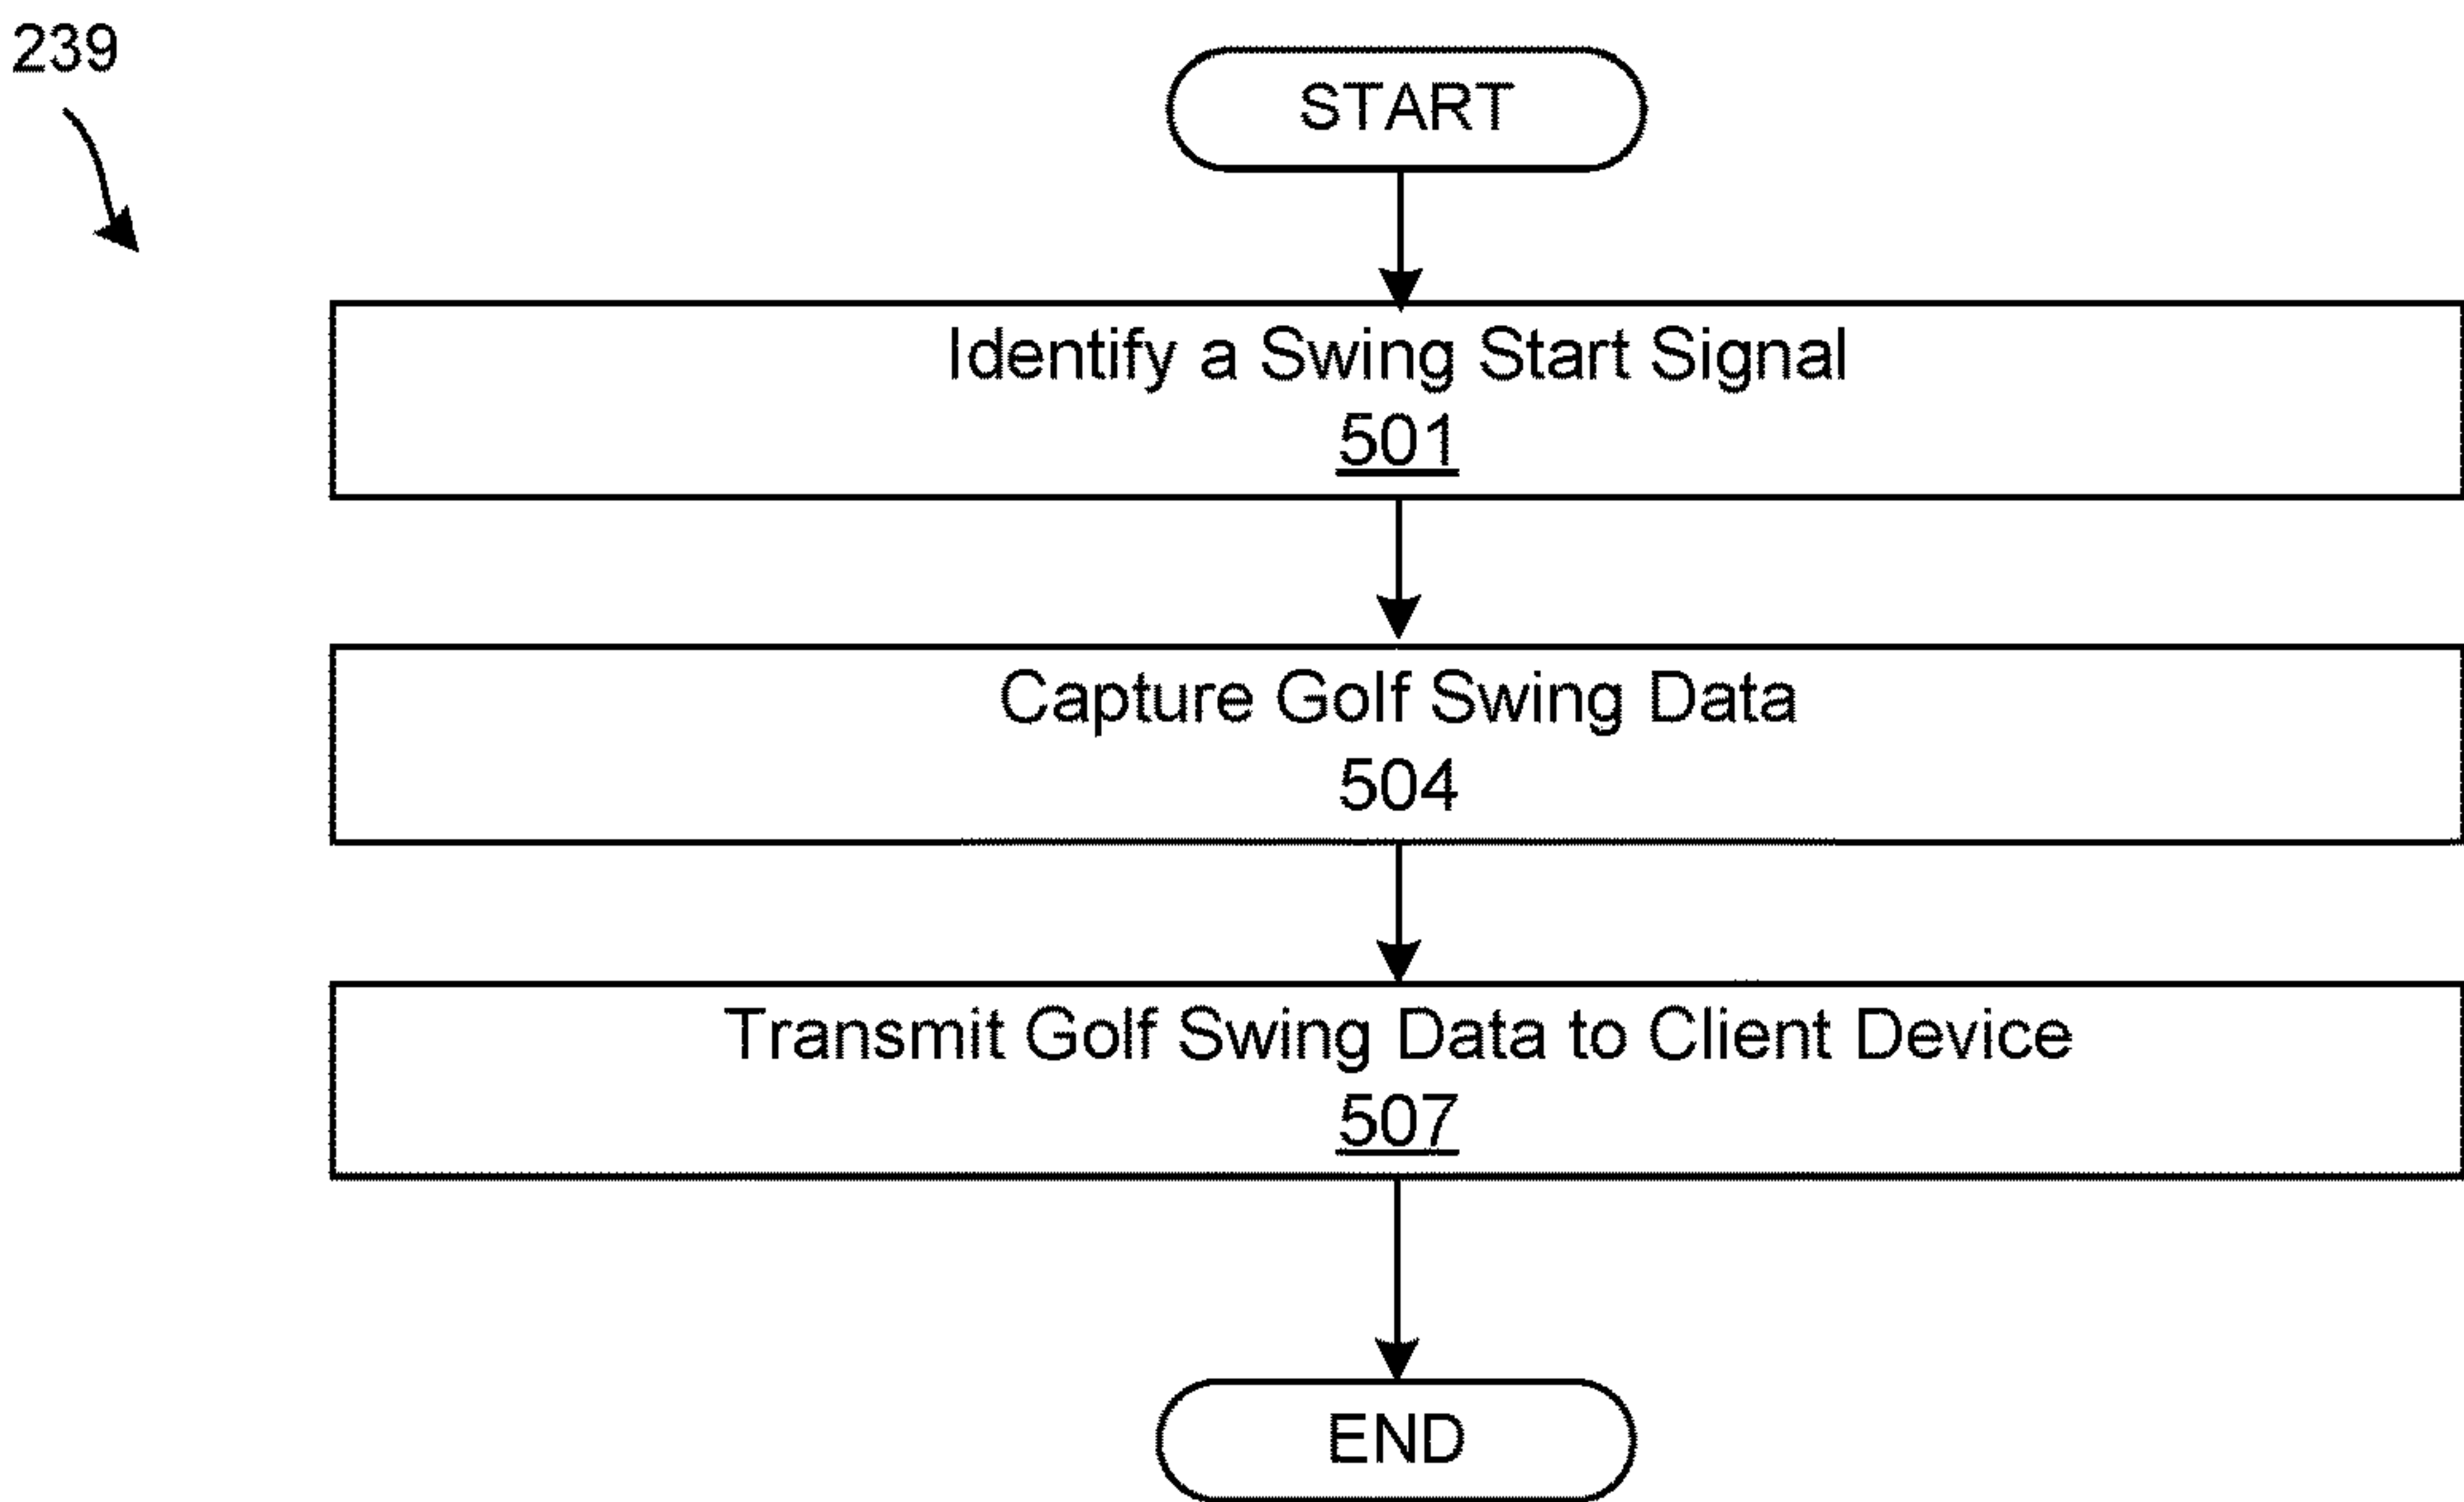 239
START
Identify a Swing Start Signal
501
Capture Golf Swing Data
504
Transmit Golf Swing Data to Client Device
507
END